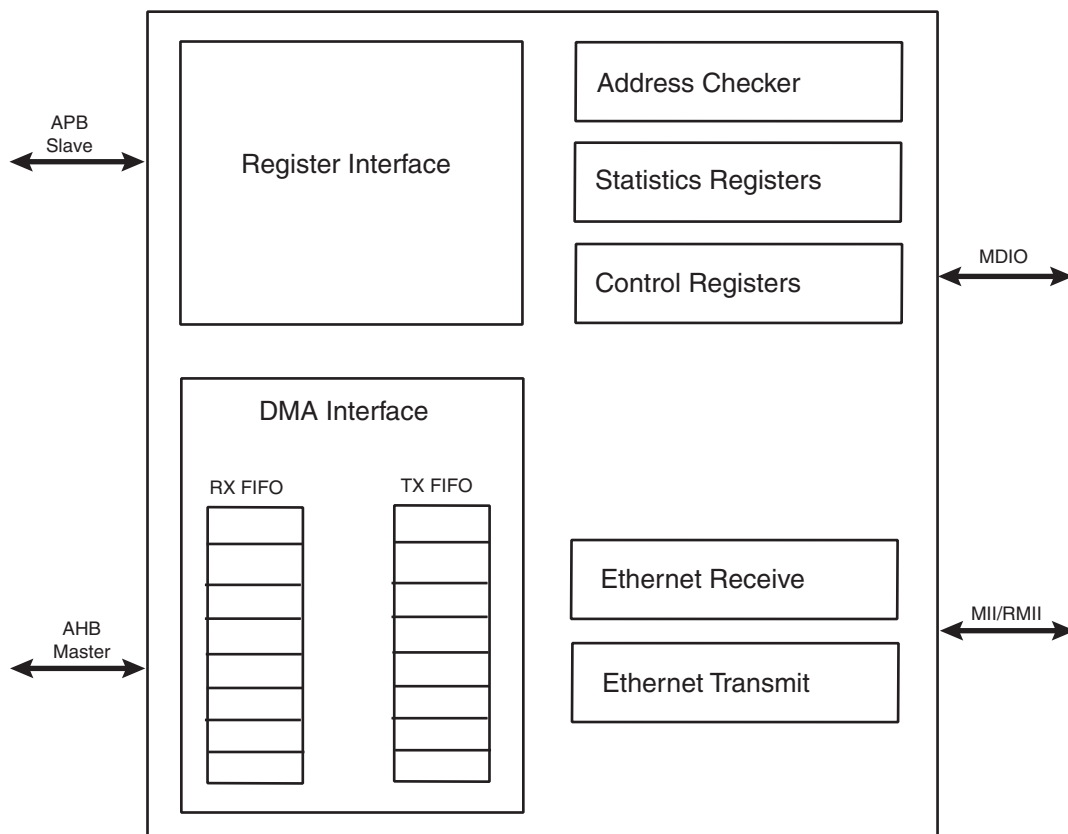 Address Checker
APB
Slave
Register Interface
Statistics Registers
MDIO
Control Registers
DMA Interface
RX FIFO
TX FIFO
Ethernet Receive
MII/RMII
AHB
Master
Ethernet Transmit